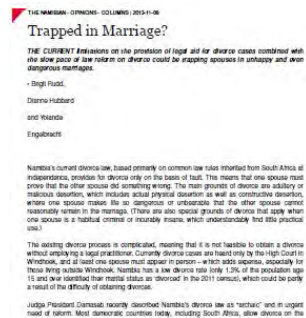 THE NAMIBIAN - OPINIONS - COLUMNS | 2013-11-08
Trapped in Marriage?
THE CURRENT limitations on the provision of legal aid for divorce cases combined with
the slow pace of law reform on divorce could be trapping spouses in unhappy and even
dangerous marriages.
• Birgit Rudd,
Dianne Hubbard
and Yolande
Engelbrecht
Namibia's current divorce law, based primarily on common law rules inherited from South Africa at
independence, provides for divorce only on the basis of fault. This means that one spouse must
prove that the other spouse did something wrong. The main grounds of divorce are adultery or
malicious desertion, which includes actual physical desertion as well as constructive desertion,
where one spouse makes life so dangerous or unbearable that the other spouse cannot
reasonably remain in the marriage. (There are also special grounds of divorce that apply when
one spouse is a habitual criminal or incurably insane, which understandably find little practical
use.)
The existing divorce process is complicated, meaning that it is not feasible to obtain a divorce
without employing a legal practitioner. Currently divorce cases are heard only by the High Court in
Windhoek, and at least one spouse must appear in person – which adds expense, especially for
those living outside Windhoek. Namibia has a low divorce rate (only 1.3% of the population age
15 and over identified their marital status as 'divorced' in the 2011 census), which could be partly
a result of the difficulty of obtaining divorces.
Judge President Damaseb recently described Namibia's divorce law as "archaic" and in urgent
need of reform. Most democratic countries today, including South Africa, allow divorce on the